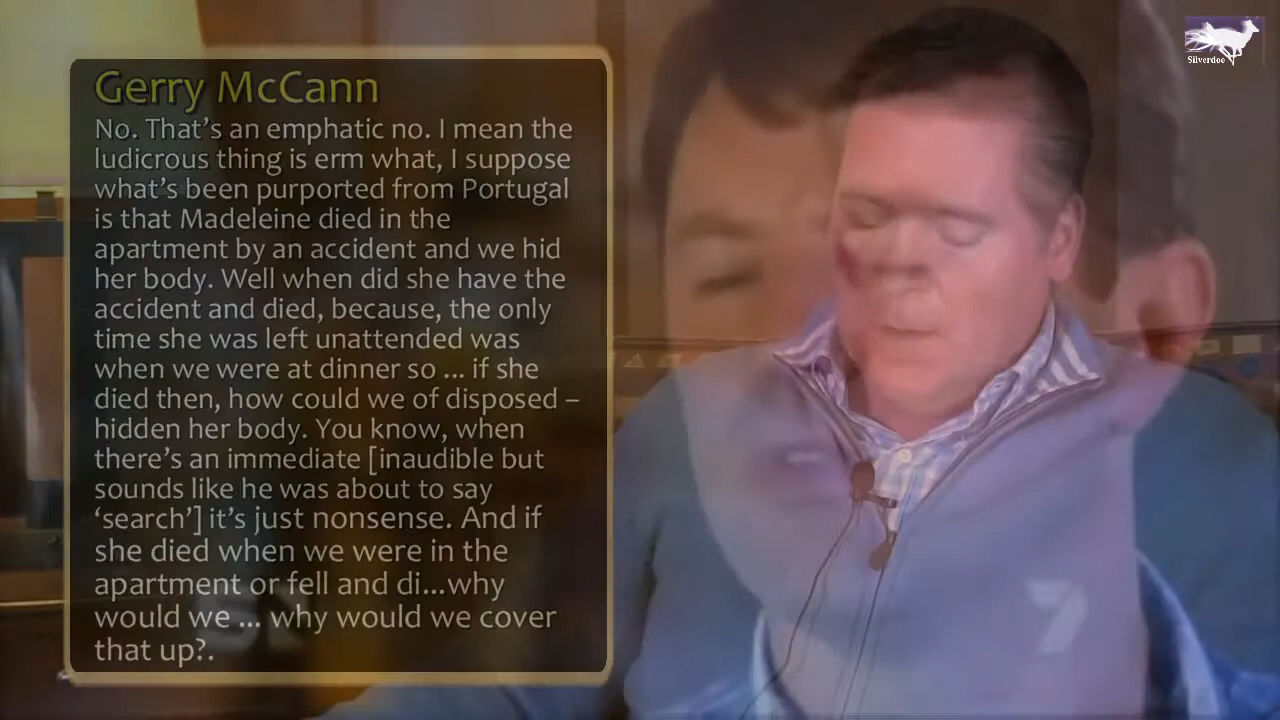 Silverdoe
Gerry McCann
No. That's an emphatic no. I mean the
ludicrous thing is erm what, I suppose
what's been purported from Portugal
is that Madeleine died in the
apartment by an accident and we hid
her body. Well when did she have the
accident and died, because, the only
time she was left unattended was
when we were at dinner so ... if she
died then, how could we of disposed –
hidden her body. You know, when
there's an immediate [inaudible but
sounds like he was about to say
'search'] it's just nonsense. And if
she died when we were in the
apartment or fell and di...why
would we ... why would we cover
that up?.
7